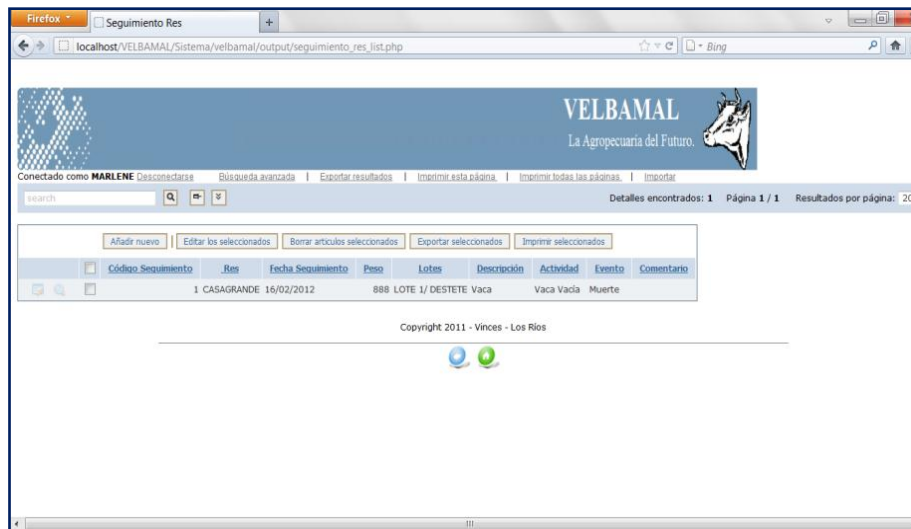 Firefox
Seguimiento Res
localhost/VELBAMAL/Sistema/velbamal/output/seguimiento_res_list.php
Bing
VELBAMAL
La Agropecuaria del Futuro.
Conectado como MARLENE Desconectarse Búsqueda avanzada | Exportar resultados | Imprimir esta página | Imprimir todas las páginas | Importar
search Detalles encontrados: 1 Página 1 / 1 Resultados por página: 20
Añadir nuevo | Editar los seleccionados Borrar articulos seleccionados Exportar seleccionados Imprimir seleccionados
Código Seguimiento Res Fecha Seguimiento Peso Lotes Descripción Actividad Evento Comentario
1 CASAGRANDE 16/02/2012 888 LOTE 1/ DESTETE Vaca Vaca Vacía Muerte
Copyright 2011 - Vinces - Los Ríos